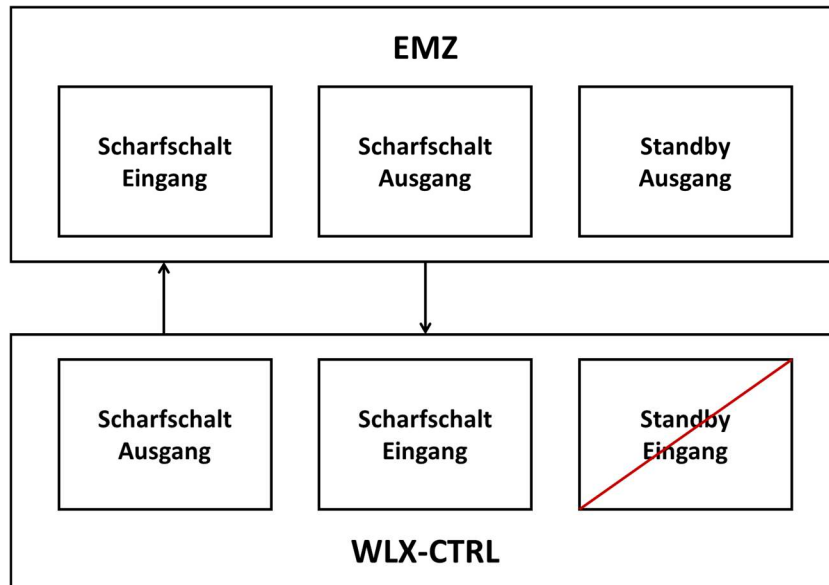 EMZ
Scharfschalt
Eingang
Scharfschalt
Ausgang
Standby
Ausgang
Scharfschalt
Ausgang
Scharfschalt
Eingang
Standby
Eingang
WLX-CTRL